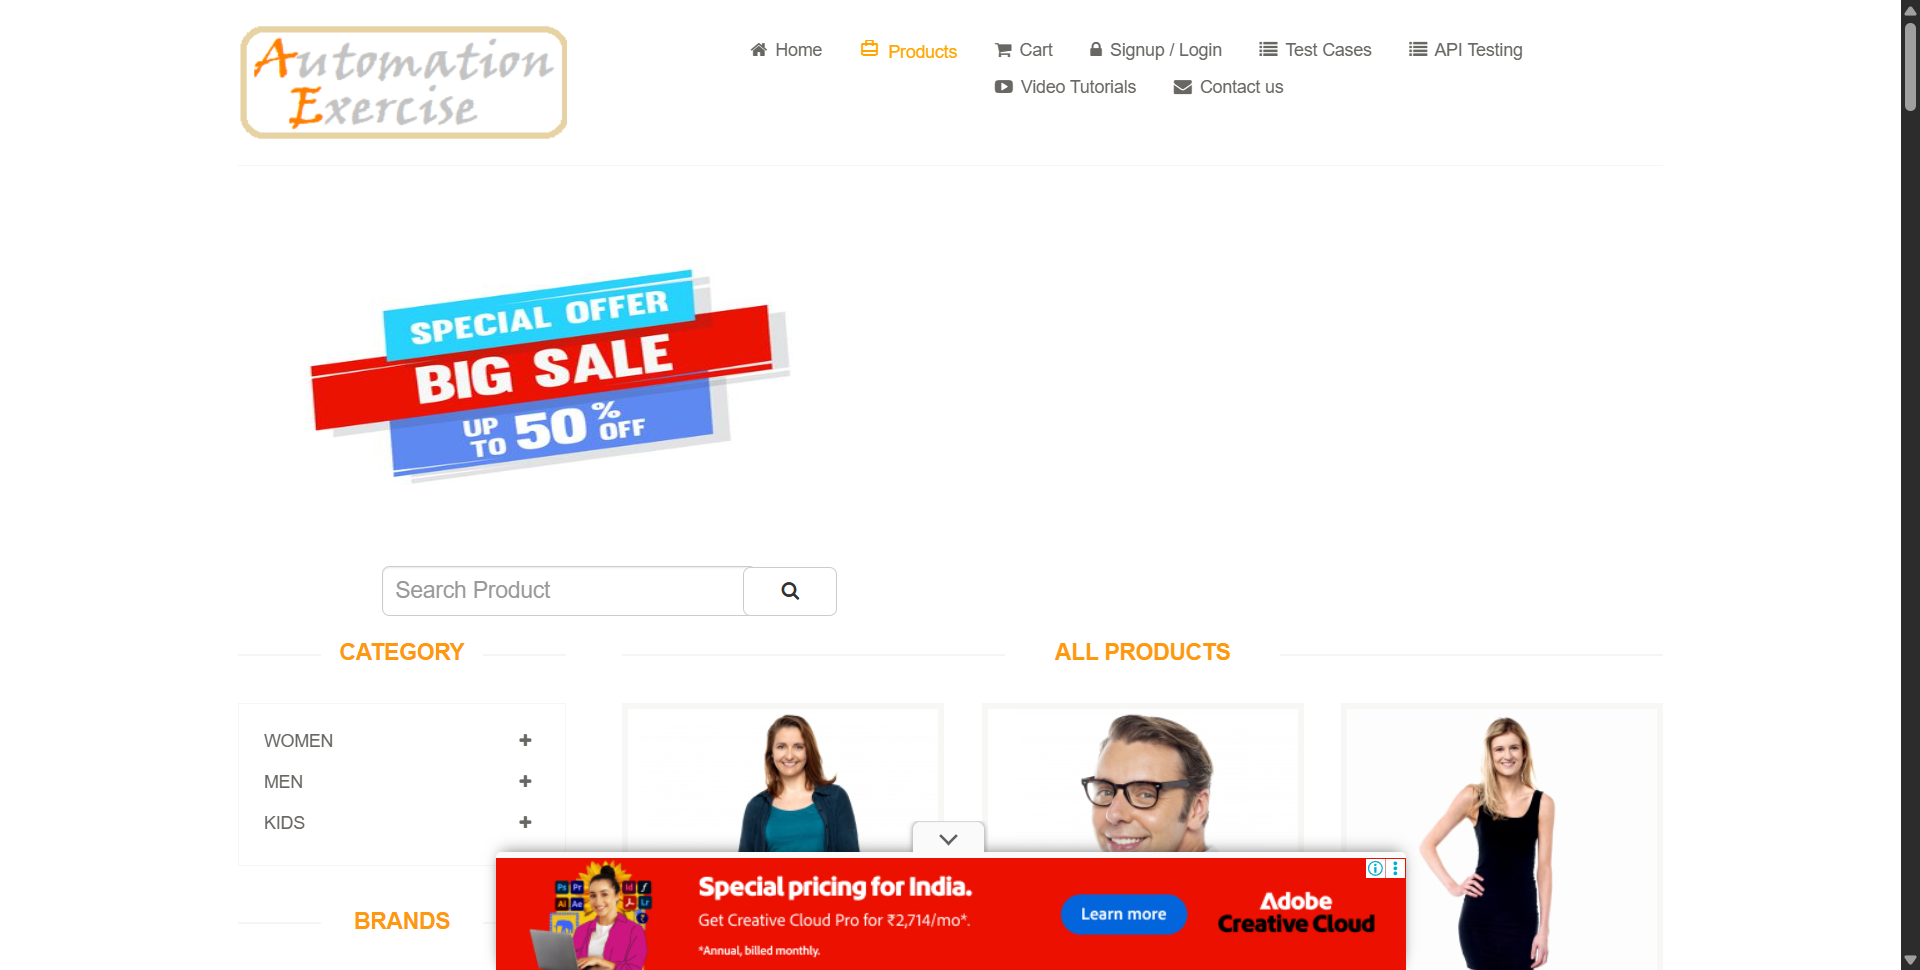 Automation
Exercise
Home
Products
Cart
Signup / Login
Test Cases
API Testing
Video Tutorials
Contact us
SPECIAL OFFER
BIG SALE
UP TO 50% OFF
Search Product
CATEGORY
ALL PRODUCTS
WOMEN
MEN
KIDS
BRANDS
Ps Pr Id f
Ai Ae Lr
Special pricing for India.
Get Creative Cloud Pro for ₹2,714/mo*.
*Annual, billed monthly.
Learn more
Adobe
Creative Cloud